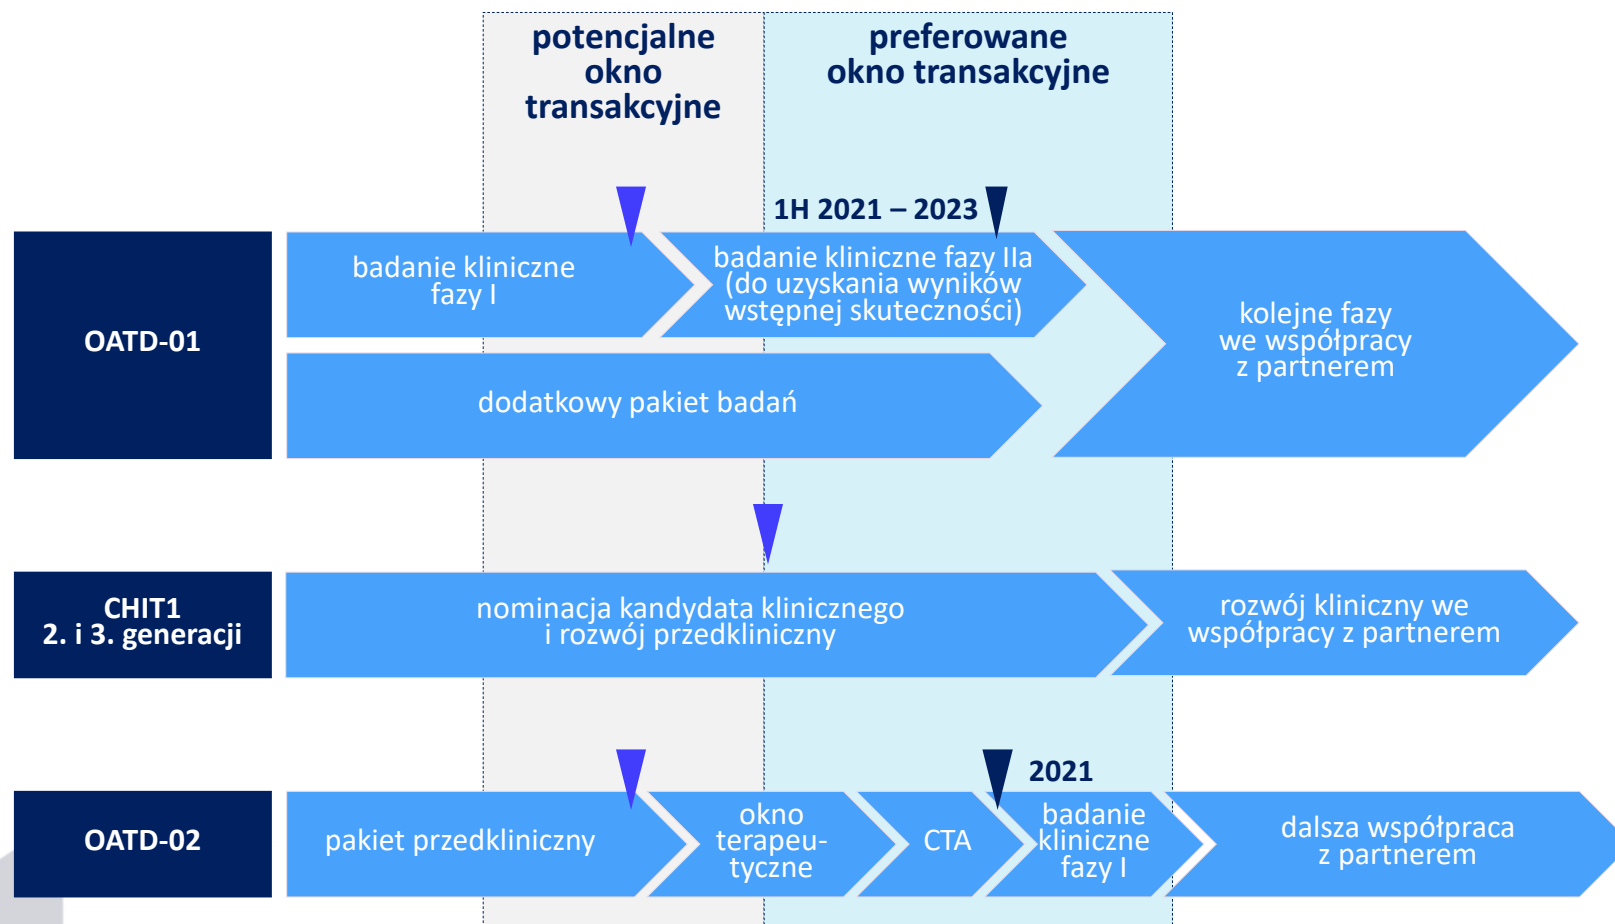 potencjalne
okno
transakcyjne
preferowane
okno transakcyjne
1H 2021 – 2023
OATD-01
badanie kliniczne
fazy I
badanie kliniczne fazy IIa
(do uzyskania wyników
wstępnej skuteczności)
kolejne fazy
we współpracy
z partnerem
dodatkowy pakiet badań
CHIT1
2. i 3. generacji
nominacja kandydata klinicznego
i rozwój przedkliniczny
rozwój kliniczny we
współpracy z partnerem
2021
OATD-02
pakiet przedkliniczny
okno
terapeu-
tyczne
CTA
badanie
kliniczne
fazy I
dalsza współpraca
z partnerem